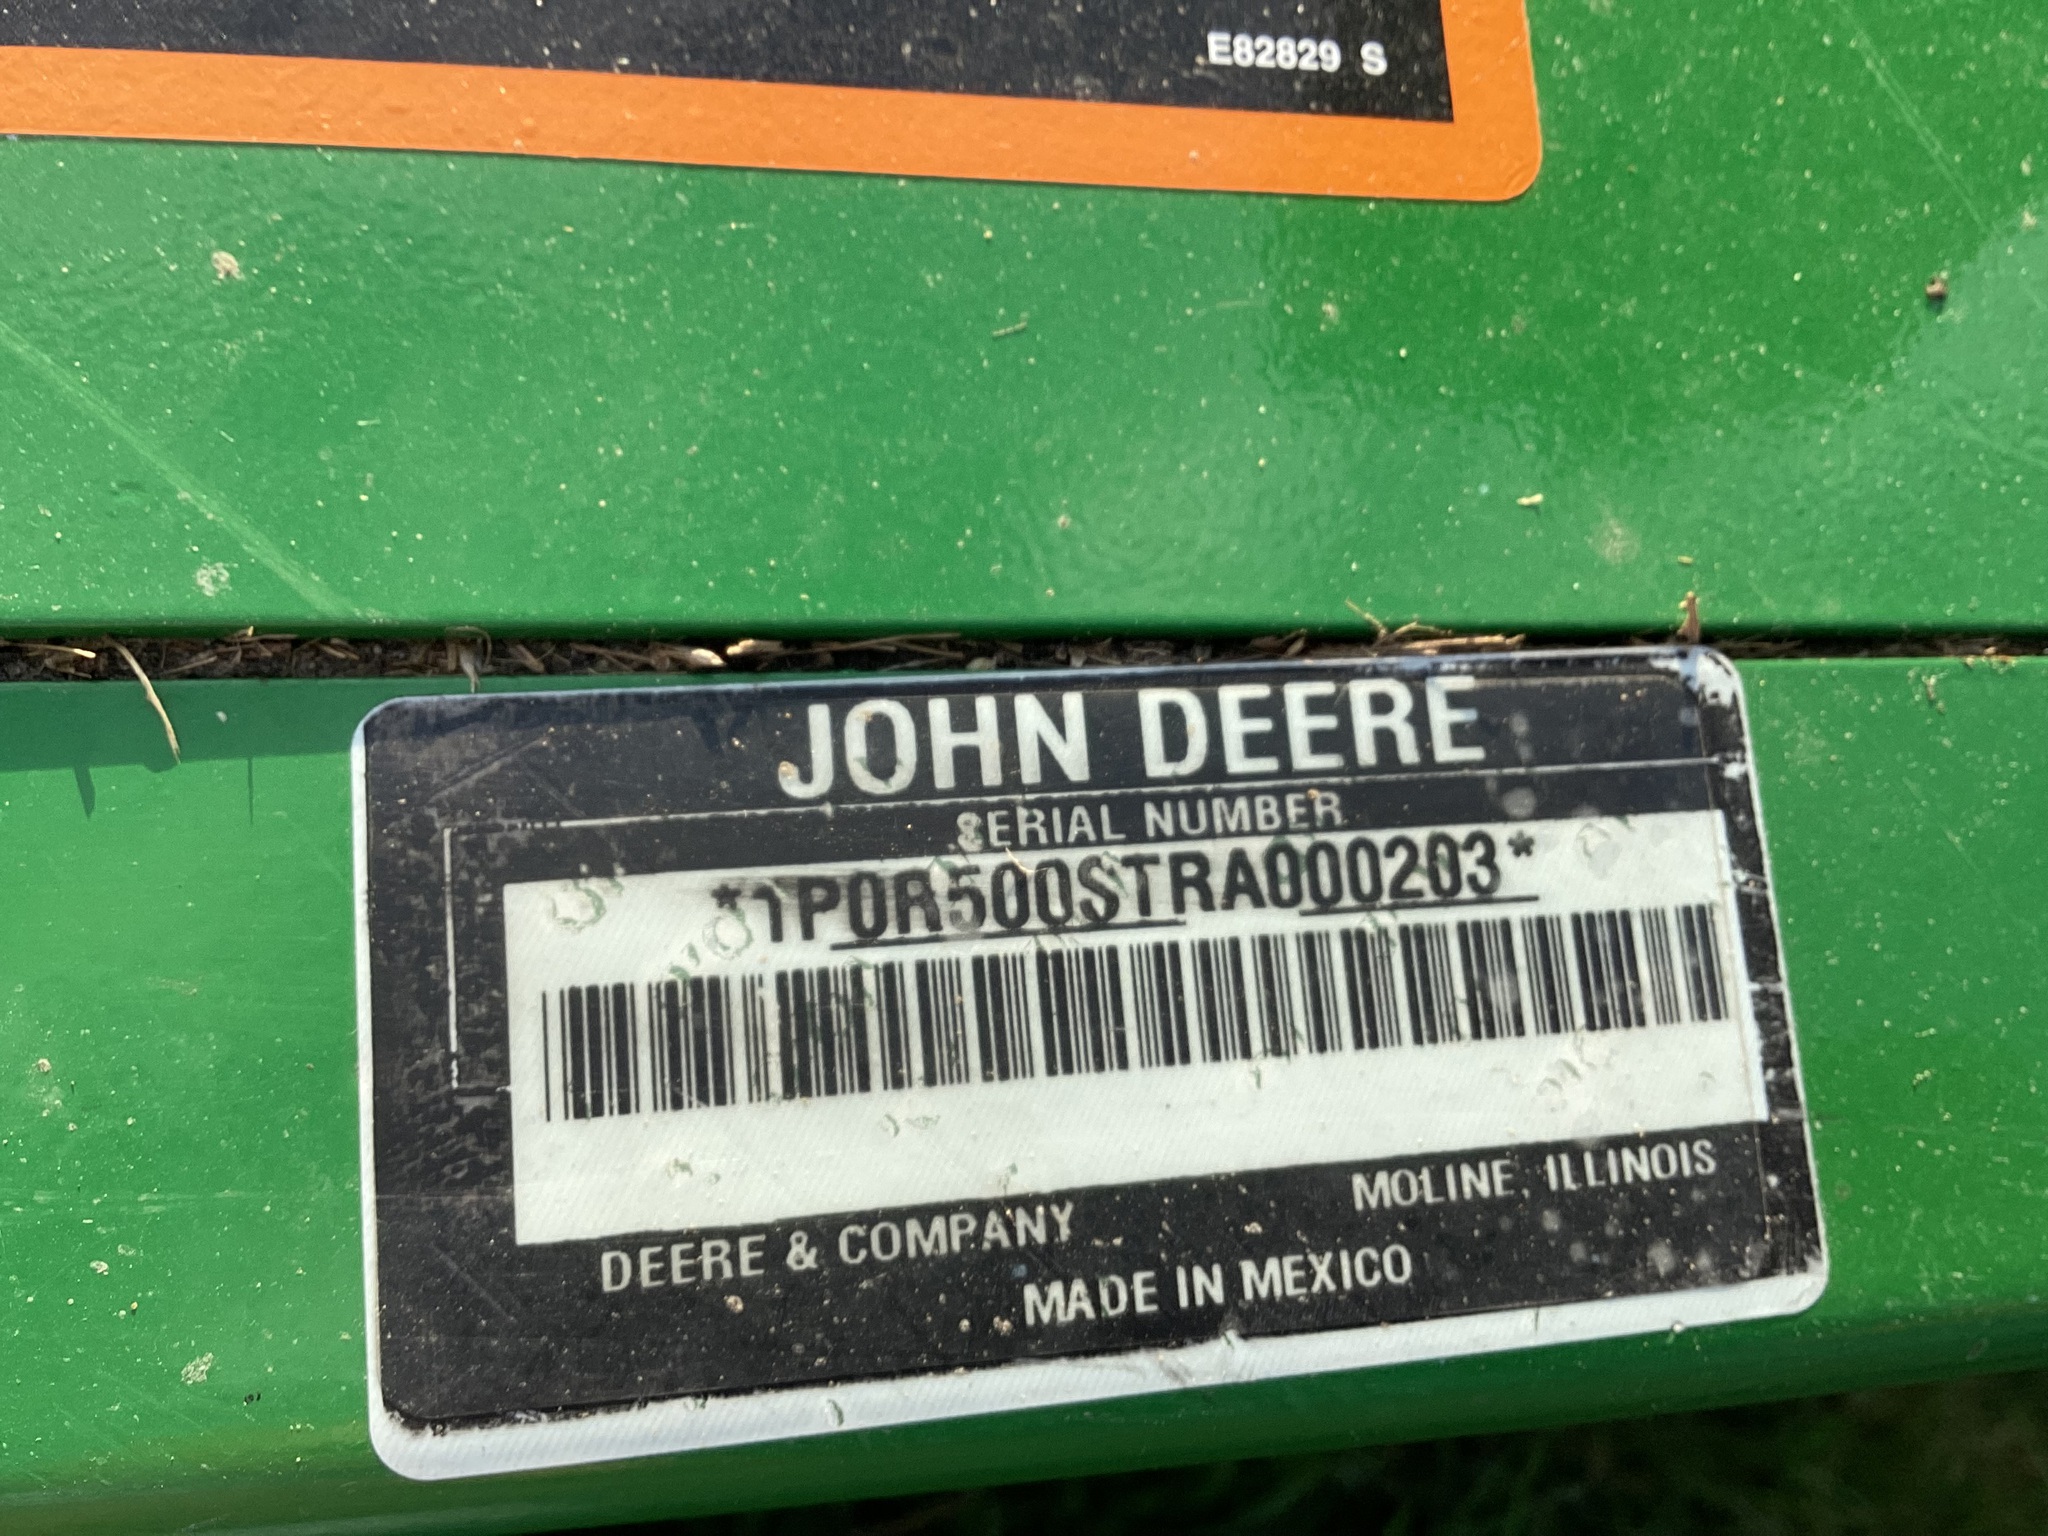 E82829 S
JOHN DEERE
SERIAL NUMBER
*1P0R500STRA000203*
DEERE & COMPANY MOLINE, ILLINOIS
MADE IN MEXICO